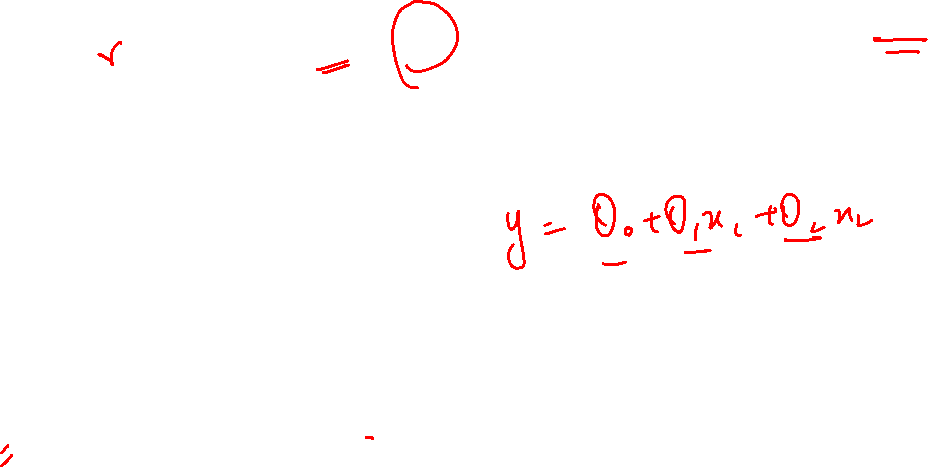 y = θ₀ + θ₁x₁ + θ₂x₂